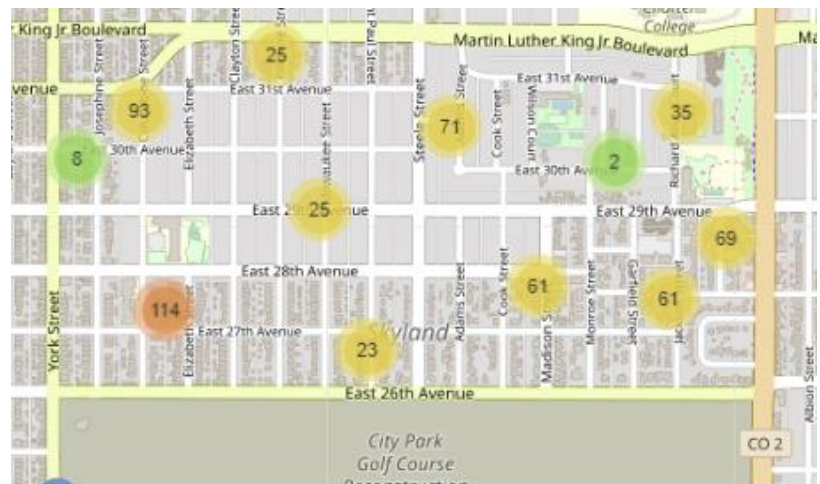 King Jr. Boulevard
Martin Luther King Jr. Boulevard
College
Clayton Street
Paul Street
25
East 31st Avenue
East 31st Avenue
venue
93
Josephine Street
Elizabeth Street
Steele Street
71
Street
Cook Street
Wilson Court
35
8
30th Avenue
East 30th
2
East 29th Avenue
25
East 29th Avenue
69
East 28th Avenue
York Street
114
East 27th Avenue
Skyland
23
Adams Street
Cook Street
61
Madison
Monroe Street
Garfield Street
61
East 26th Avenue
Albion Street
City Park
Golf Course
Reconstruction
CO 2